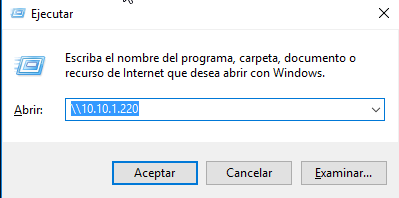 Ejecutar
Escriba el nombre del programa, carpeta, documento o
recurso de Internet que desea abrir con Windows.
Abrir:
\\10.10.1.220
Aceptar
Cancelar
Examinar...